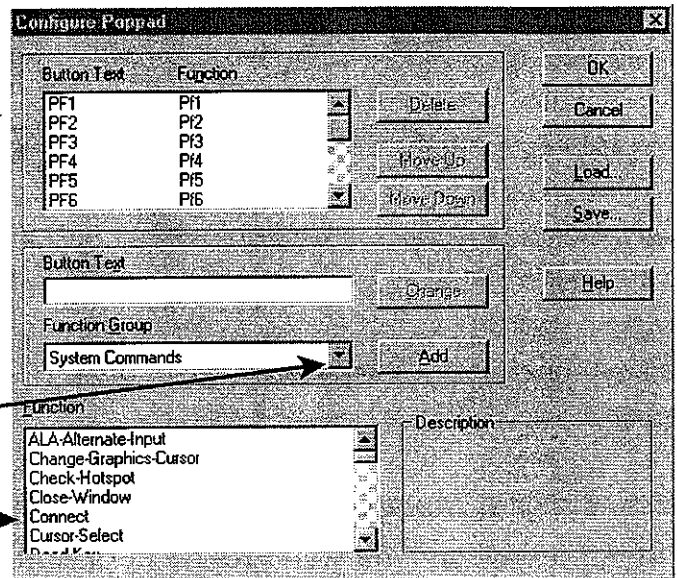 Configure Poppad
Button Text Function
PF1 Pf1
PF2 Pf2
PF3 Pf3
PF4 Pf4
PF5 Pf5
PF6 Pf6
Delete
Move Up
Move Down
OK
Cancel
Load...
Save...
Help
Button Text
Change
Function Group
System Commands
Add
Function
ALA-Alternate-Input
Change-Graphics-Cursor
Check-Hotspot
Close-Window
Connect
Cursor-Select
Dead-Key
Description